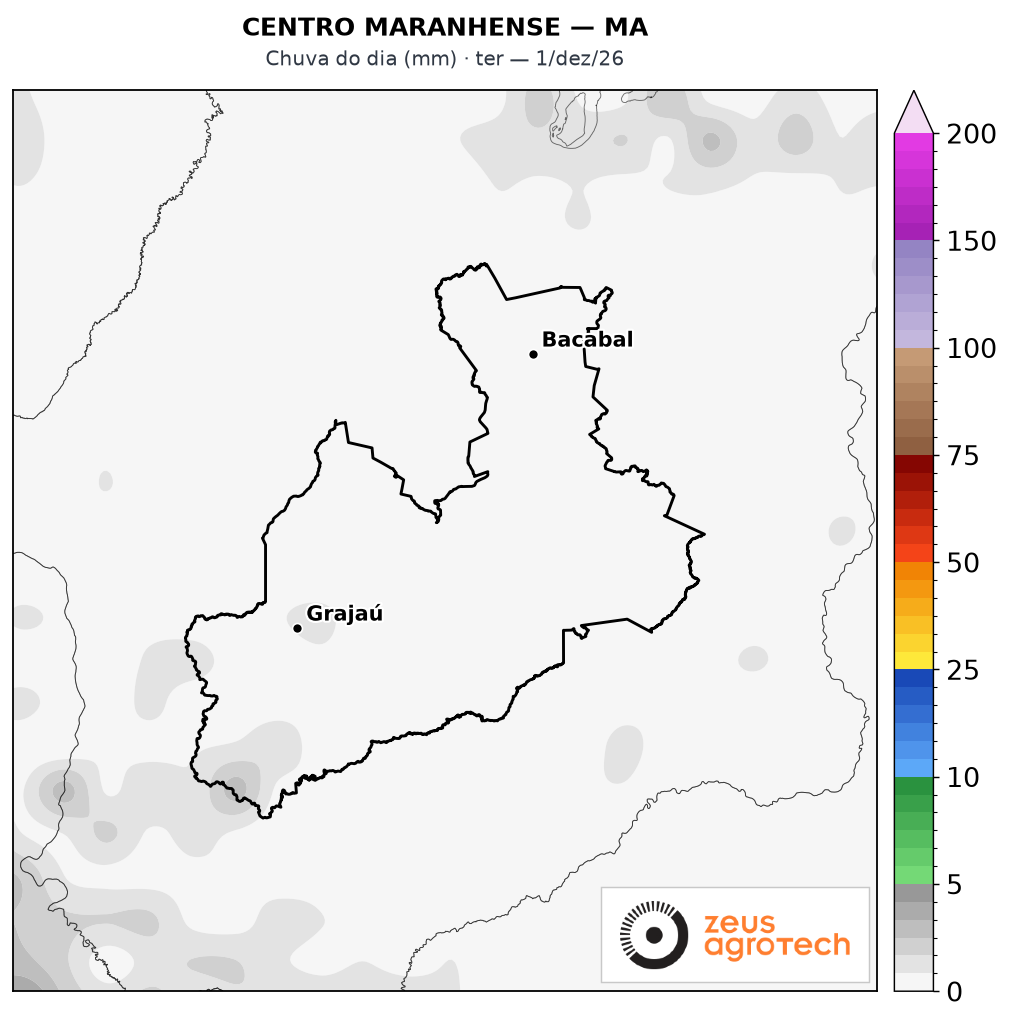 CENTRO MARANHENSE — MA
Chuva do dia (mm) · ter — 1/dez/26
200
150
100
75
50
25
10
5
0
Bacabal
Grajaú
zeus
agrotech